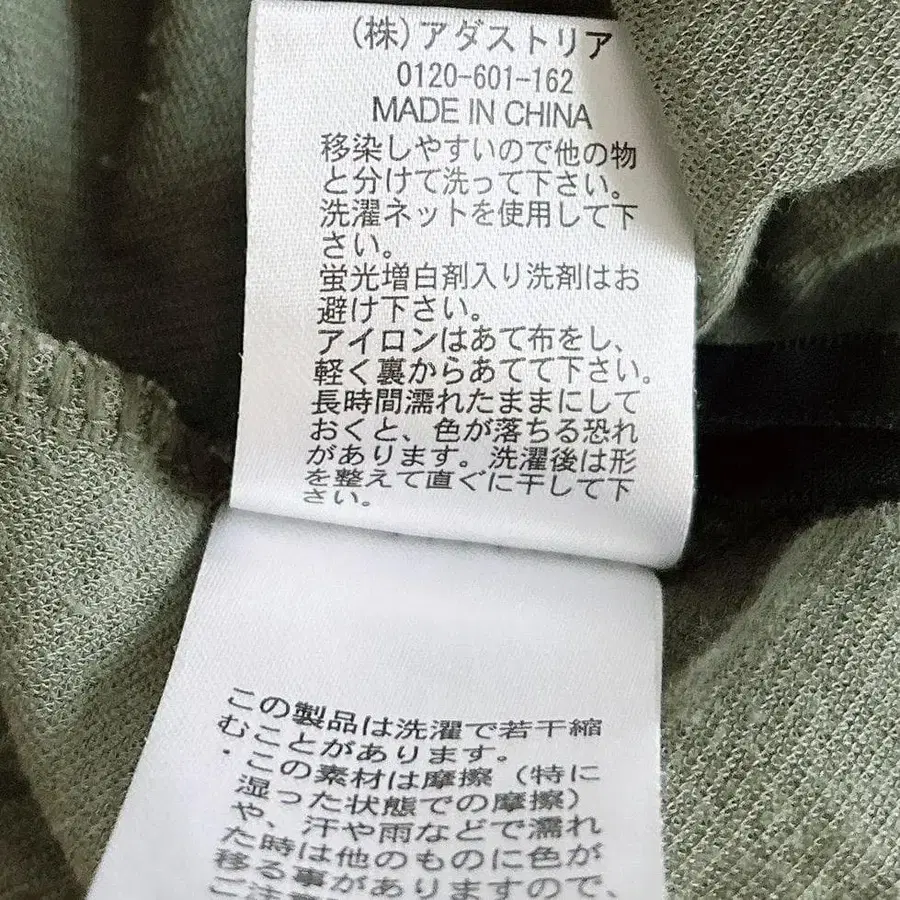 (株)アダストリア
0120-601-162
MADE IN CHINA
移染しやすいので他の物
と分けて洗って下さい。
洗濯ネットを使用して下
さい。
蛍光増白剤入り洗剤はお
避け下さい。
アイロンはあて布をし、
軽く裏からあてて下さい。
長時間濡れたままにして
おくと、色が落ちる恐れ
があります。洗濯後は形
を整えて直ぐに干して下
さい。
この製品は洗濯で若干縮
むことがあります。
・この素材は摩擦（特に
湿った状態での摩擦）
や、汗や雨などで濡れ
た時は他のものに色が
移る事がありますので、